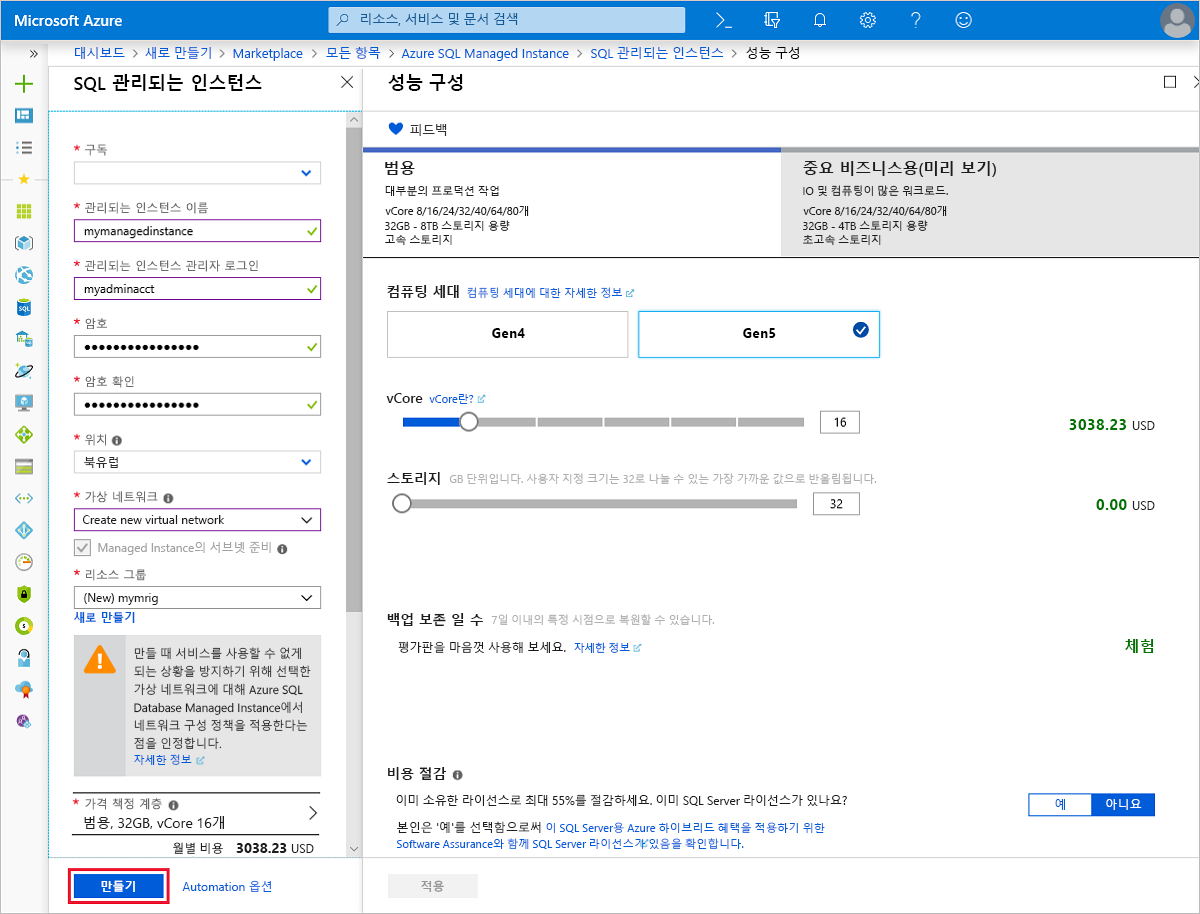 Microsoft Azure
리소스, 서비스 및 문서 검색
대시보드 > 새로 만들기 > Marketplace > 모든 항목 > Azure SQL Managed Instance > SQL 관리되는 인스턴스 > 성능 구성
SQL 관리되는 인스턴스
* 구독
* 관리되는 인스턴스 이름
mymanagedinstance
* 관리되는 인스턴스 관리자 로그인
myadminacct
* 암호
••••••••••••••••
* 암호 확인
••••••••••••••••
* 위치
북유럽
* 가상 네트워크
Create new virtual network
Managed Instance의 서브넷 준비
* 리소스 그룹
(New) mymrig
새로 만들기
만들 때 서비스를 사용할 수 없게
되는 상황을 방지하기 위해 선택한
가상 네트워크에 대해 Azure SQL
Database Managed Instance에서
네트워크 구성 정책을 적용한다는
점을 인정합니다.
자세한 정보
* 가격 책정 계층
범용, 32GB, vCore 16개
월별 비용 3038.23 USD
만들기
Automation 옵션
성능 구성
피드백
범용
대부분의 프로덕션 작업
vCore 8/16/24/32/40/64/80개
32GB - 8TB 스토리지 용량
고속 스토리지
중요 비즈니스용(미리 보기)
IO 및 컴퓨팅이 많은 워크로드.
vCore 8/16/24/32/40/64/80개
32GB - 4TB 스토리지 용량
초고속 스토리지
컴퓨팅 세대 컴퓨팅 세대에 대한 자세한 정보
Gen4
Gen5
vCore vCore란?
16
3038.23 USD
스토리지 GB 단위입니다. 사용자 지정 크기는 32로 나눌 수 있는 가장 가까운 값으로 반올림됩니다.
32
0.00 USD
백업 보존 일 수 7일 이내의 특정 시점으로 복원할 수 있습니다.
평가판을 마음껏 사용해 보세요. 자세한 정보
체험
비용 절감
이미 소유한 라이선스로 최대 55%를 절감하세요. 이미 SQL Server 라이선스가 있나요?
예
아니요
본인은 '예'를 선택함으로써 이 SQL Server용 Azure 하이브리드 혜택을 적용하기 위한
Software Assurance와 함께 SQL Server 라이선스가 있음을 확인합니다.
적용